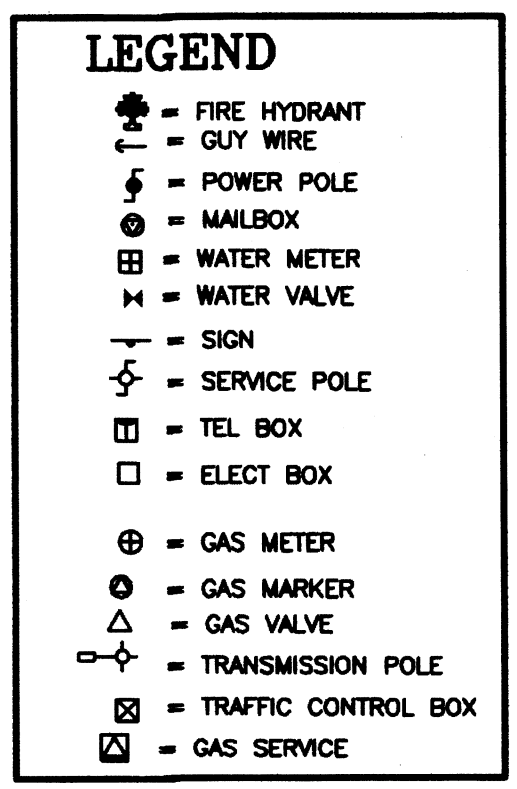 LEGEND
= FIRE HYDRANT
= GUY WIRE
= POWER POLE
= MAILBOX
= WATER METER
= WATER VALVE
= SIGN
= SERVICE POLE
T = TEL BOX
= ELECT BOX
= GAS METER
= GAS MARKER
= GAS VALVE
= TRANSMISSION POLE
= TRAFFIC CONTROL BOX
= GAS SERVICE